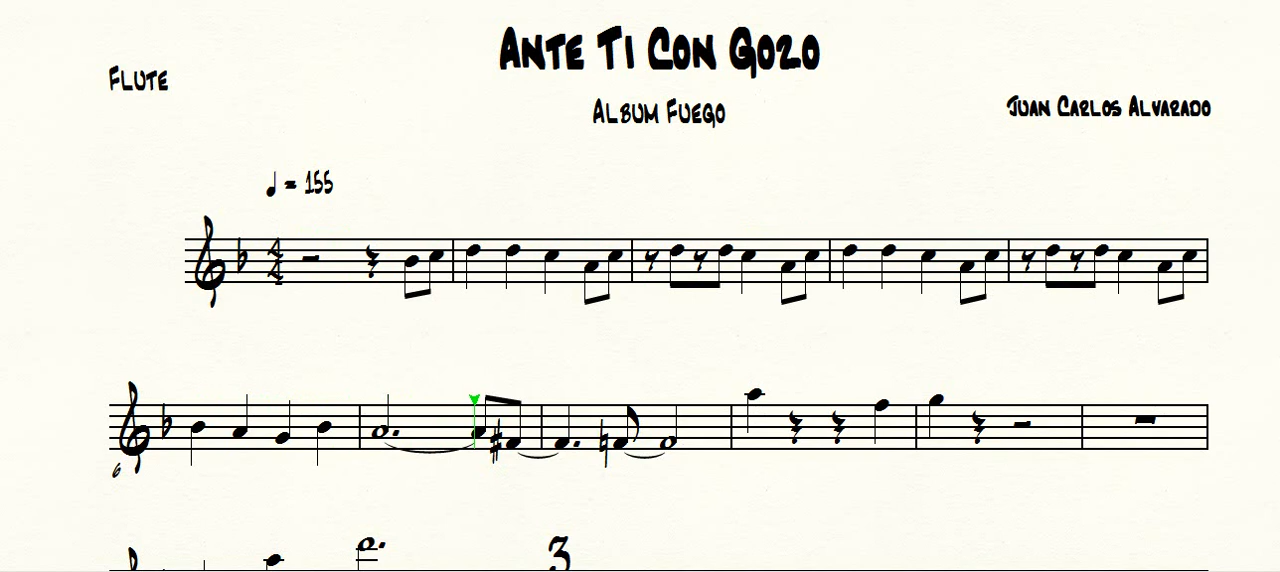 Ante Ti Con Gozo
Flute
Album Fuego
Juan Carlos Alvarado
♩ = 155
4
4
6
3